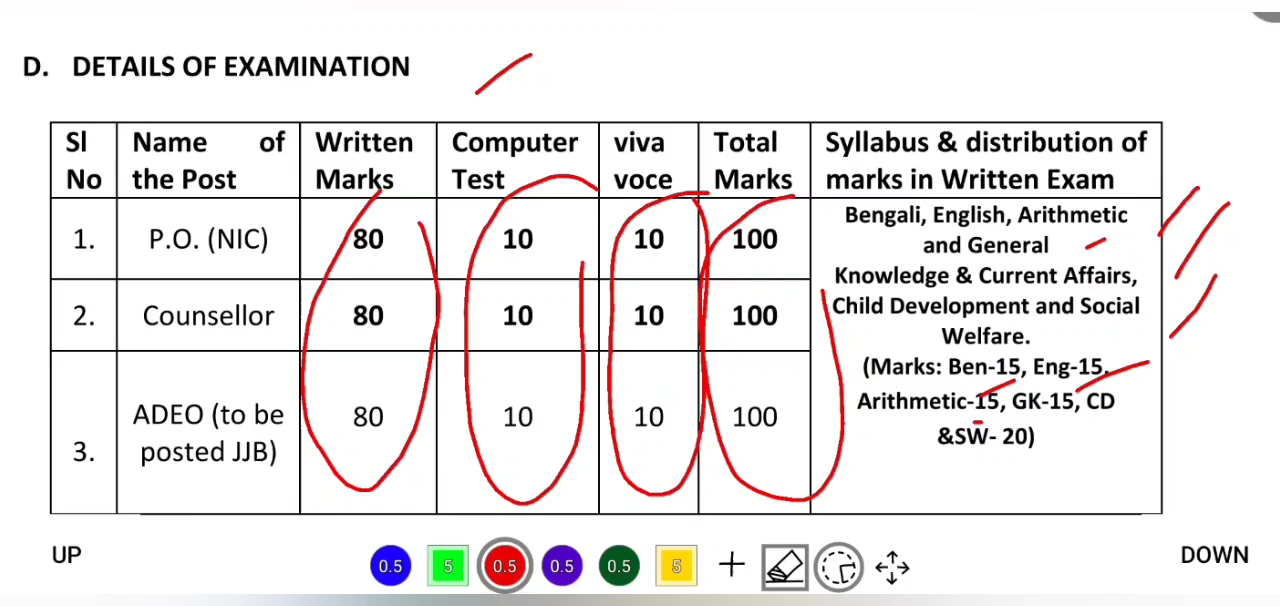 D. DETAILS OF EXAMINATION
Sl Name of Written Computer viva Total Syllabus & distribution of
No the Post Marks Test voce Marks marks in Written Exam
1. P.O. (NIC) 80 10 10 100
2. Counsellor 80 10 10 100
3. ADEO (to be posted JJB) 80 10 10 100
Bengali, English, Arithmetic
and General
Knowledge & Current Affairs,
Child Development and Social
Welfare.
(Marks: Ben-15, Eng-15,
Arithmetic-15, GK-15, CD
&SW- 20)
UP 0.5 5 0.5 0.5 0.5 5 DOWN